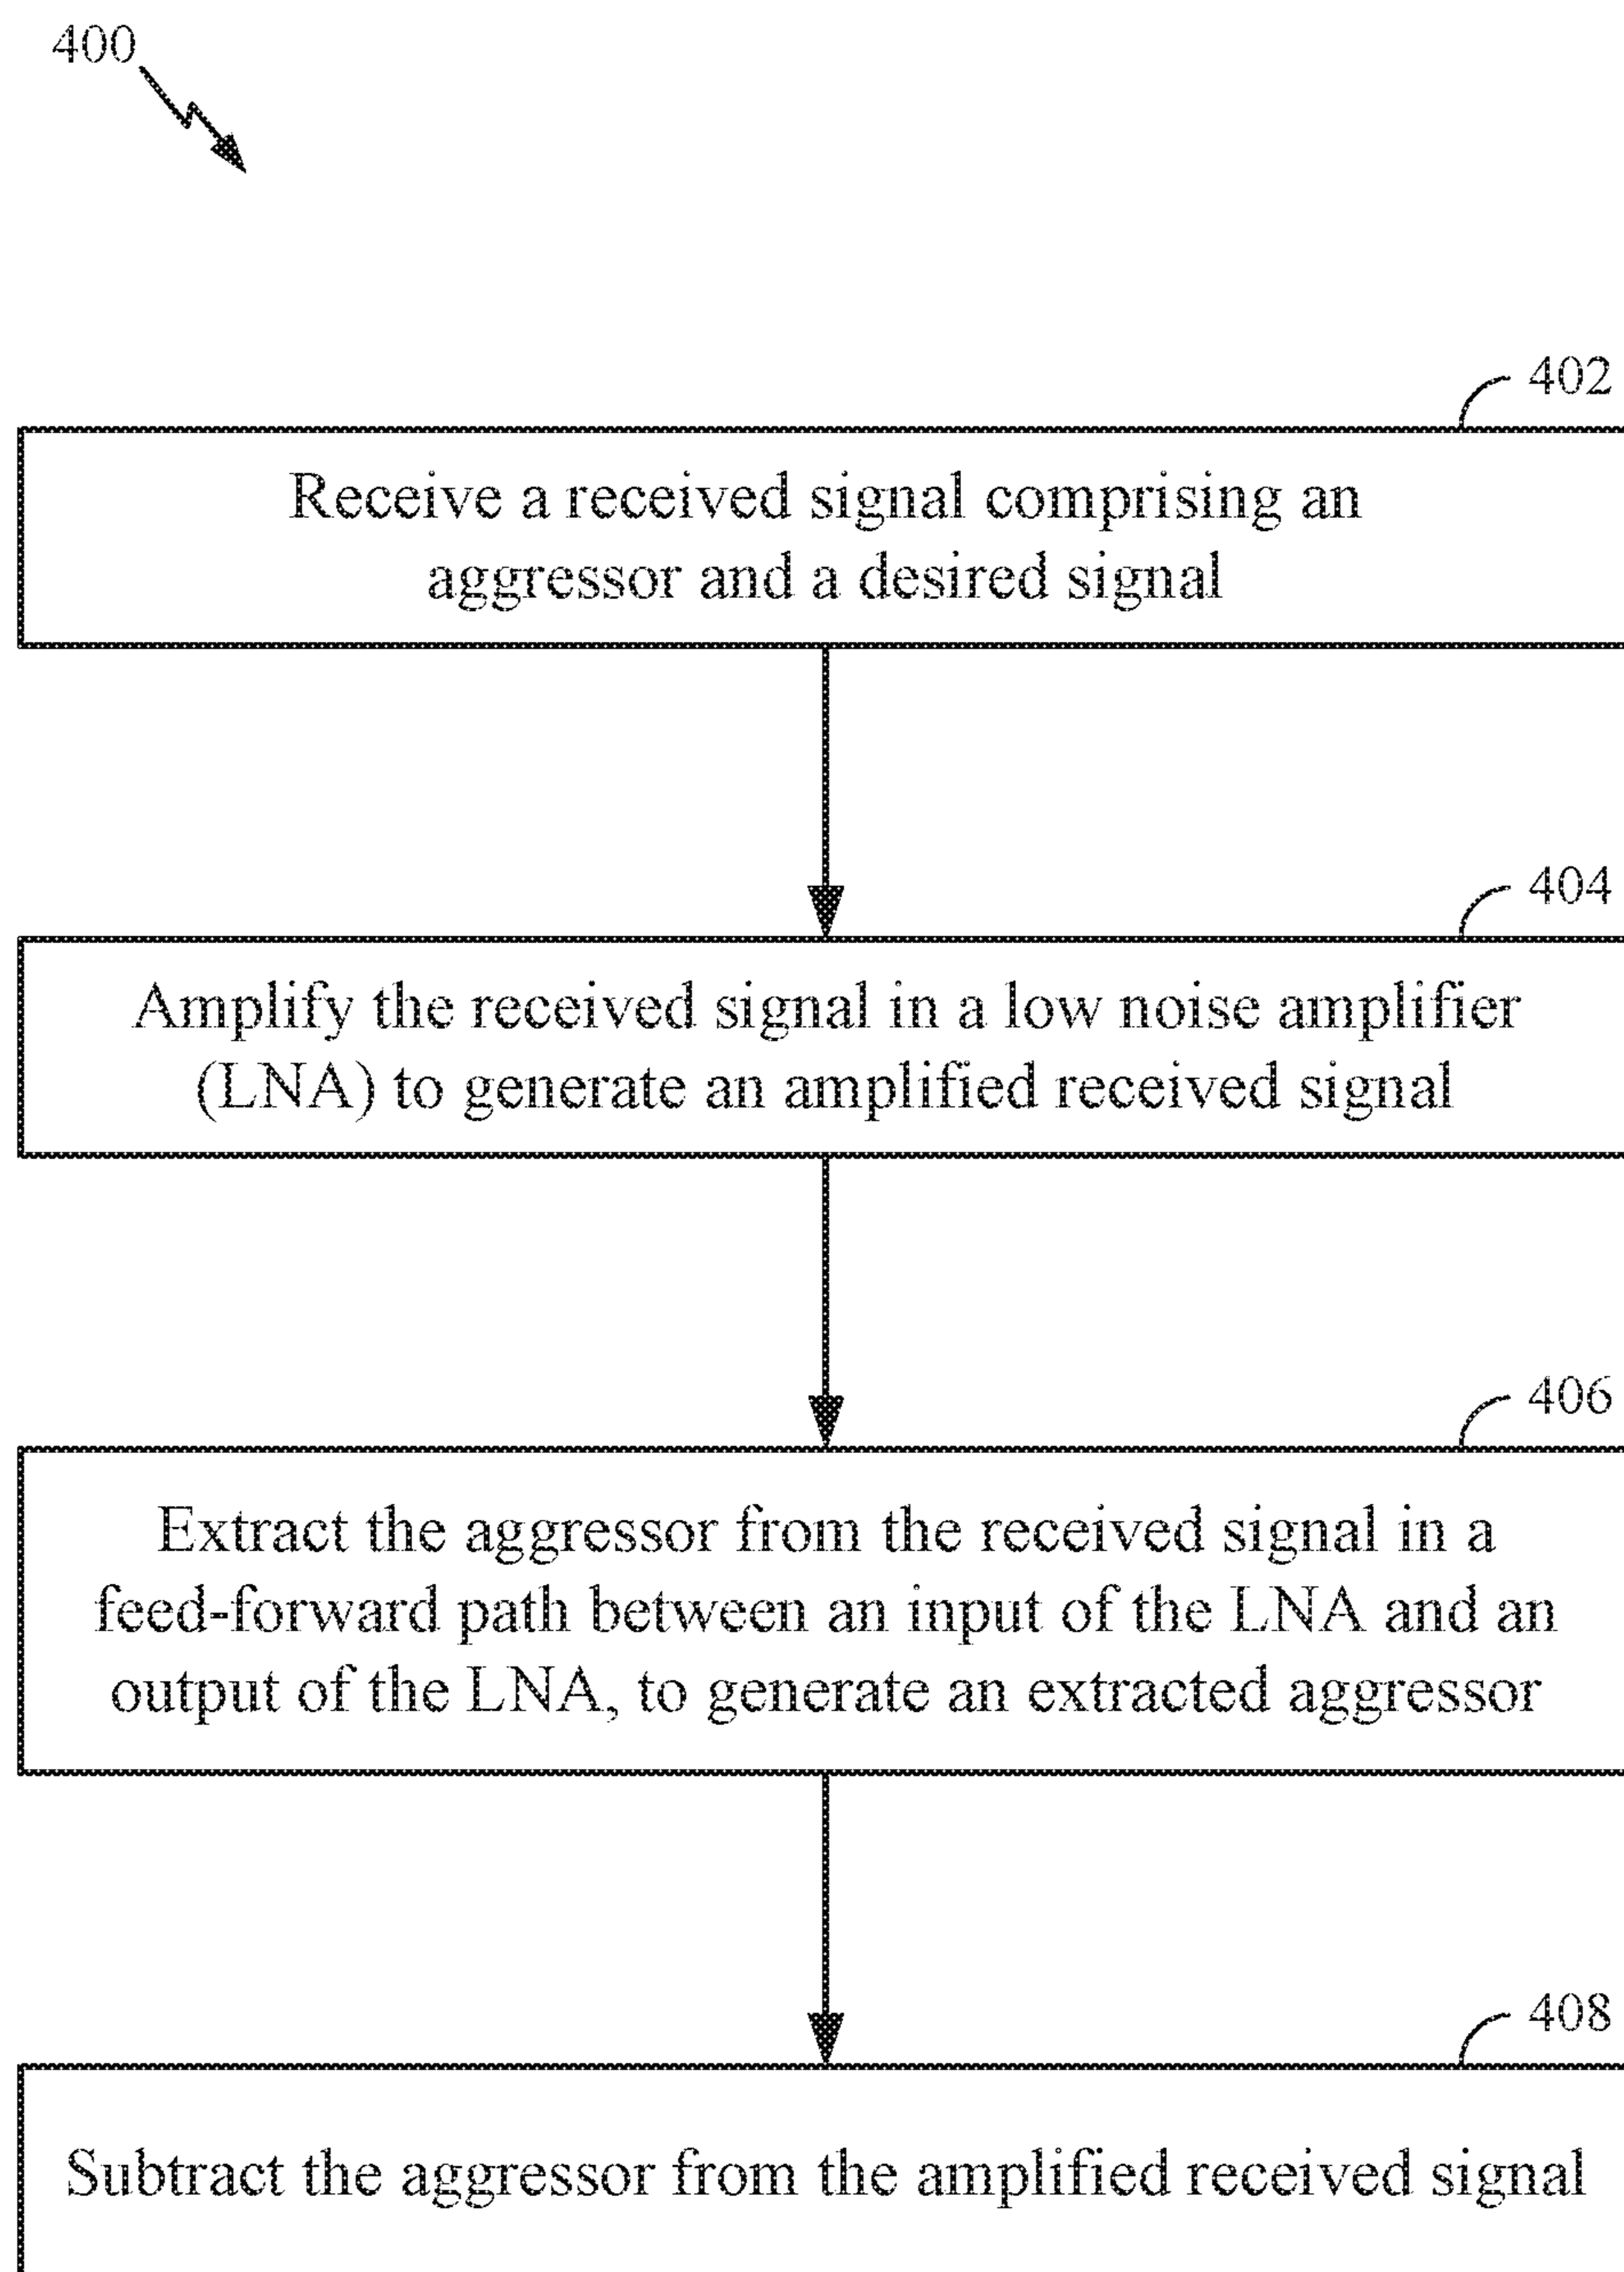 400
402
Receive a received signal comprising an
aggressor and a desired signal
404
Amplify the received signal in a low noise amplifier
(LNA) to generate an amplified received signal
406
Extract the aggressor from the received signal in a
feed-forward path between an input of the LNA and an
output of the LNA, to generate an extracted aggressor
408
Subtract the aggressor from the amplified received signal